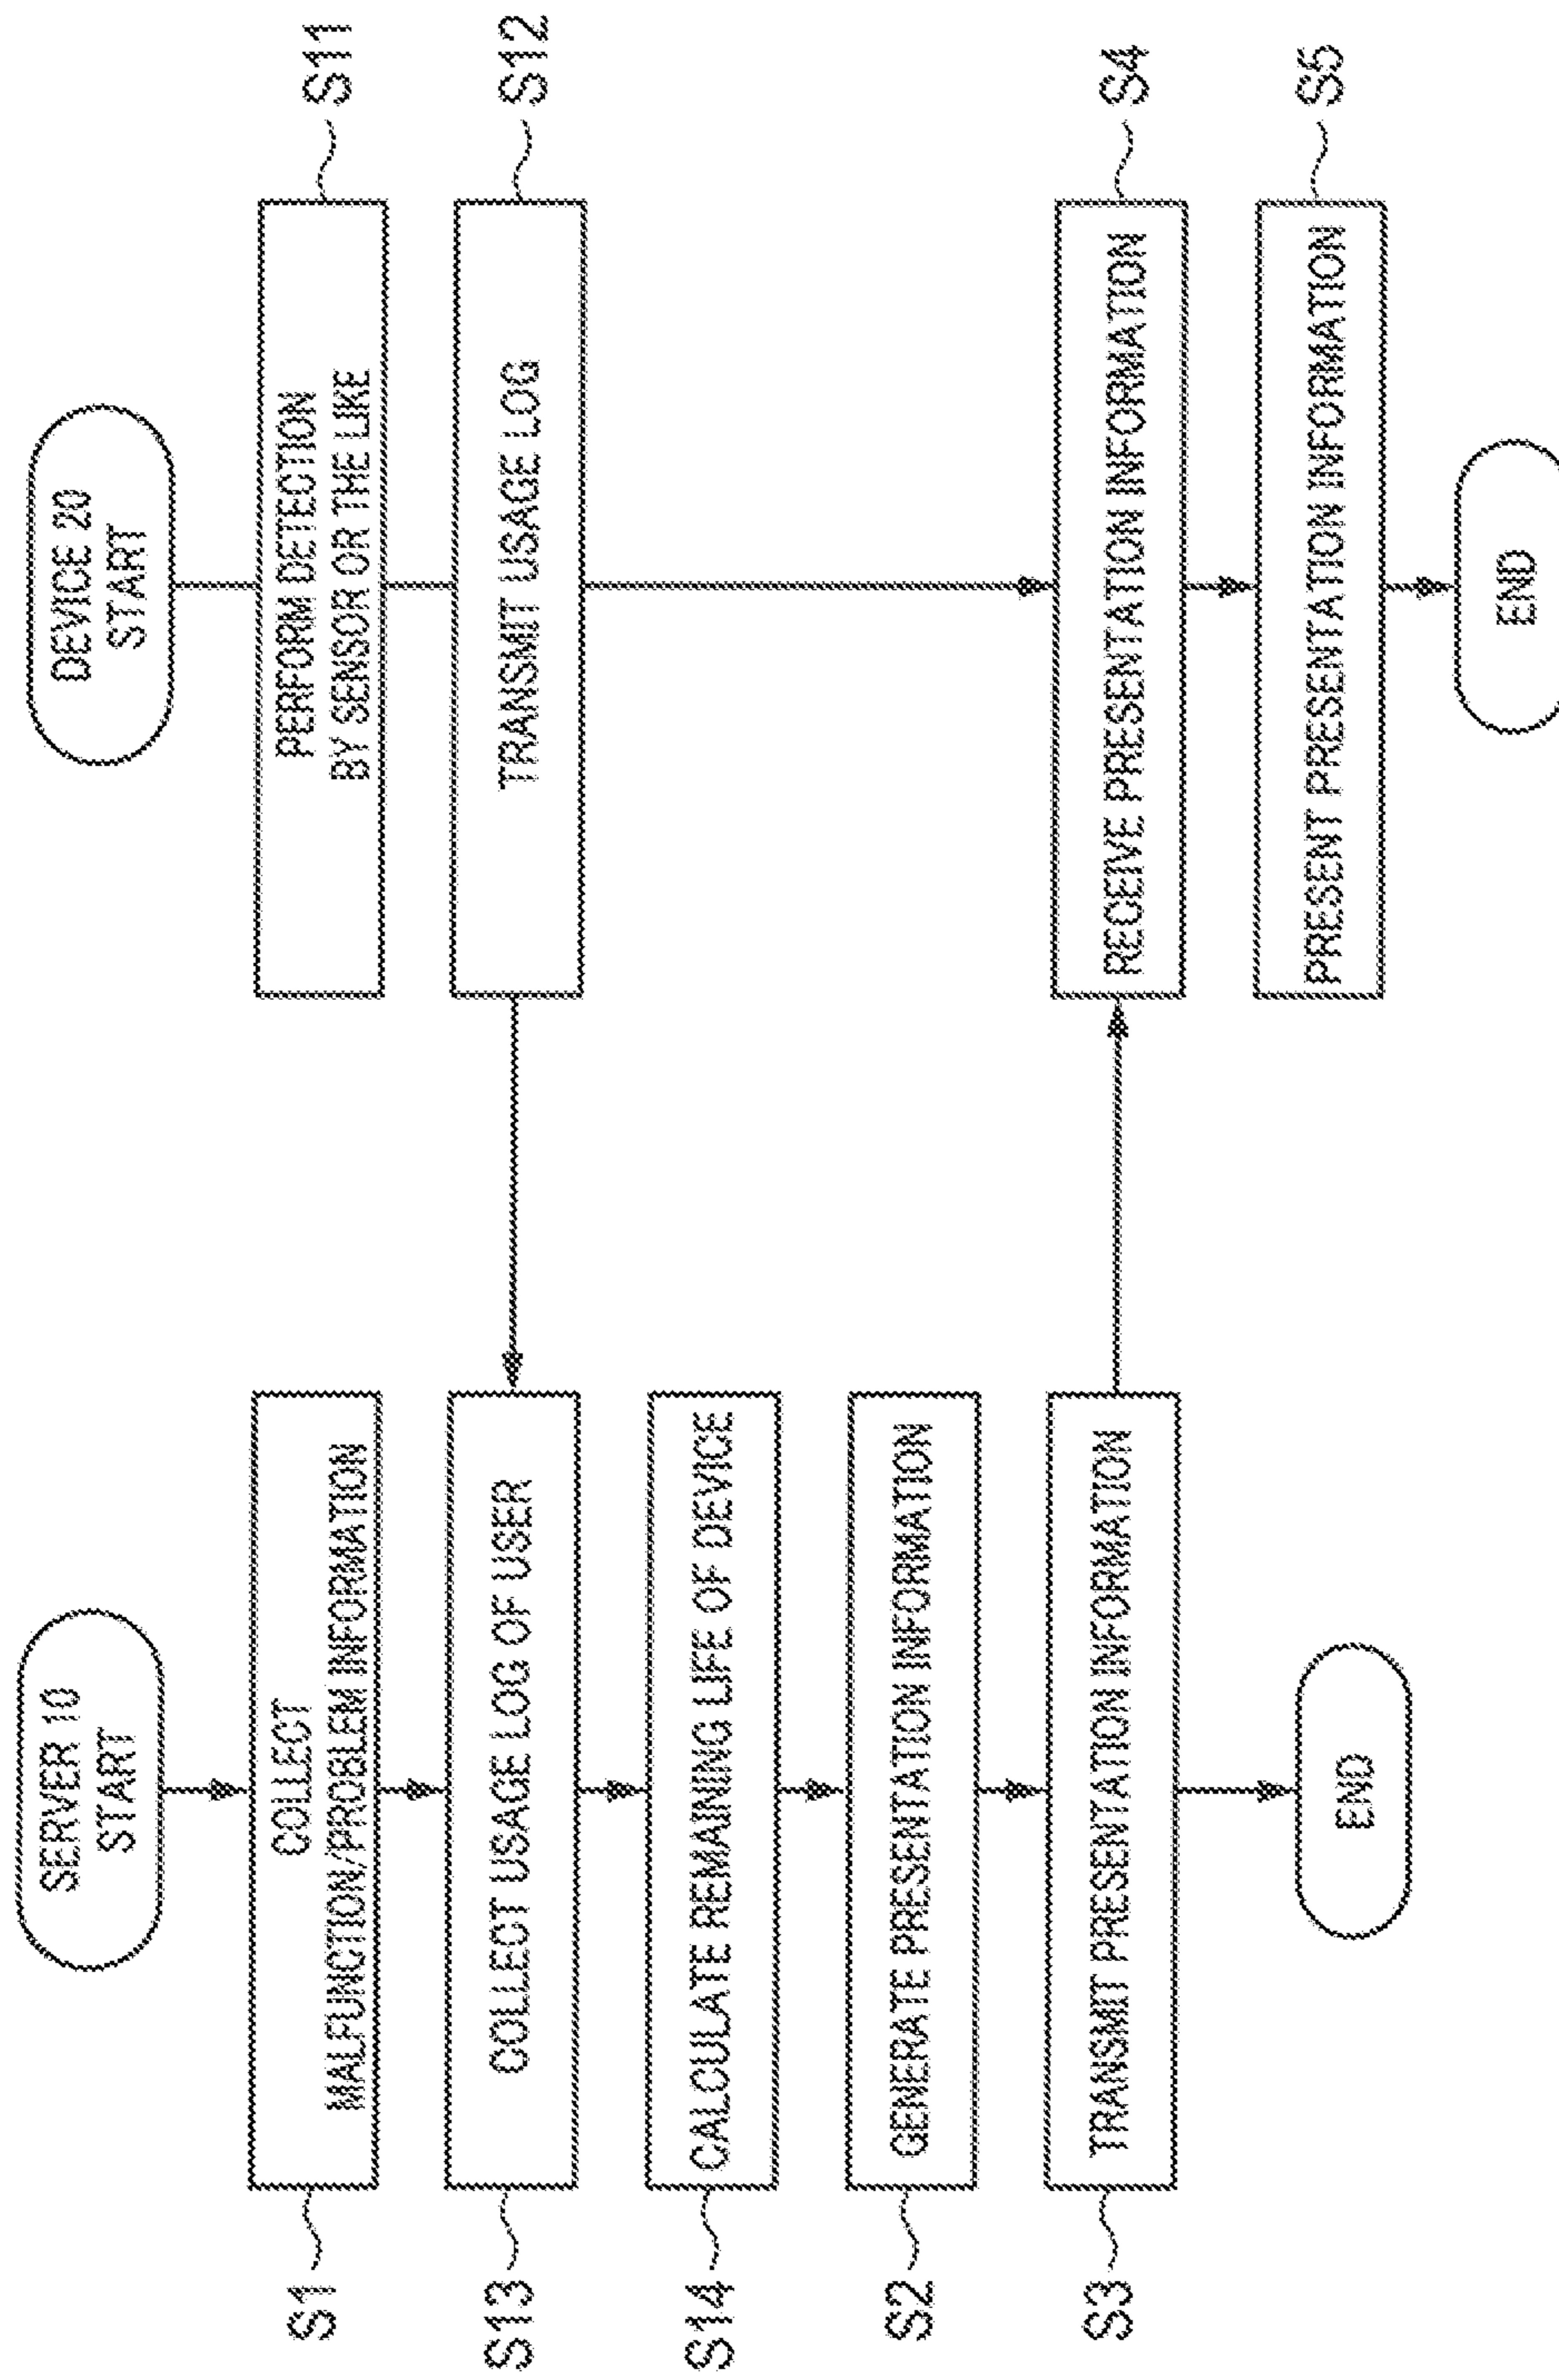 SERVER 10
START
S1
COLLECT
MALFUNCTION/PROBLEM INFORMATION
S13
COLLECT USAGE LOG OF USER
S14
CALCULATE REMAINING LIFE OF DEVICE
S2
GENERATE PRESENTATION INFORMATION
S3
TRANSMIT PRESENTATION INFORMATION
END
DEVICE 20
START
PERFORM DETECTION
BY SENSOR OR THE LIKE
S11
TRANSMIT USAGE LOG
S12
RECEIVE PRESENTATION INFORMATION
S4
PRESENT PRESENTATION INFORMATION
S5
END